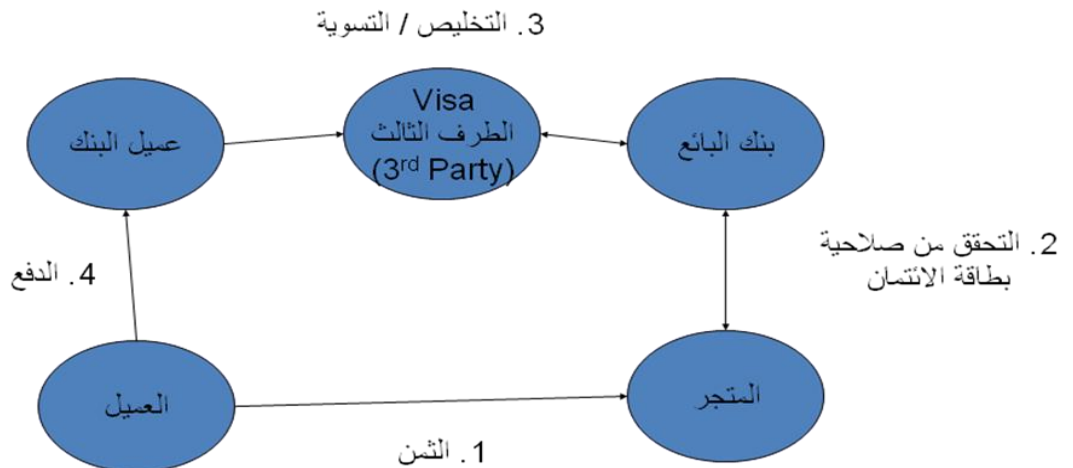 3. التخليص / التسوية
Visa
الطرف الثالث
(3rd Party)
بنك البائع
عميل البنك
2. التحقق من صلاحية
بطاقة الائتمان
4. الدفع
المتجر
العميل
1. الثمن